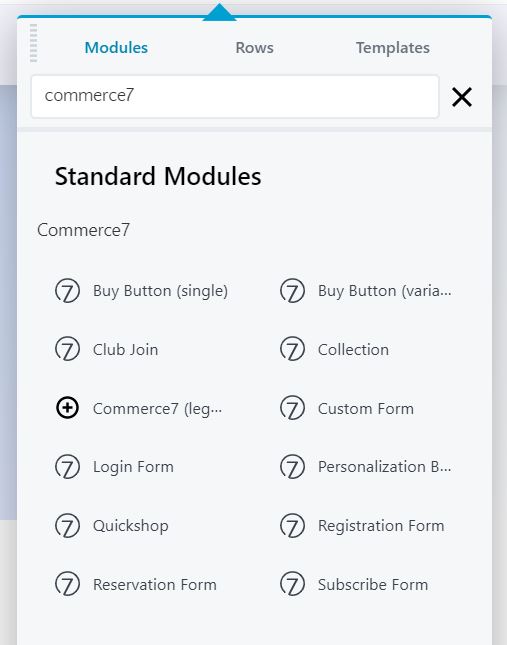 Modules Rows Templates
commerce7
Standard Modules
Commerce7
Buy Button (single) Buy Button (varia...
Club Join Collection
Commerce7 (leg... Custom Form
Login Form Personalization B...
Quickshop Registration Form
Reservation Form Subscribe Form